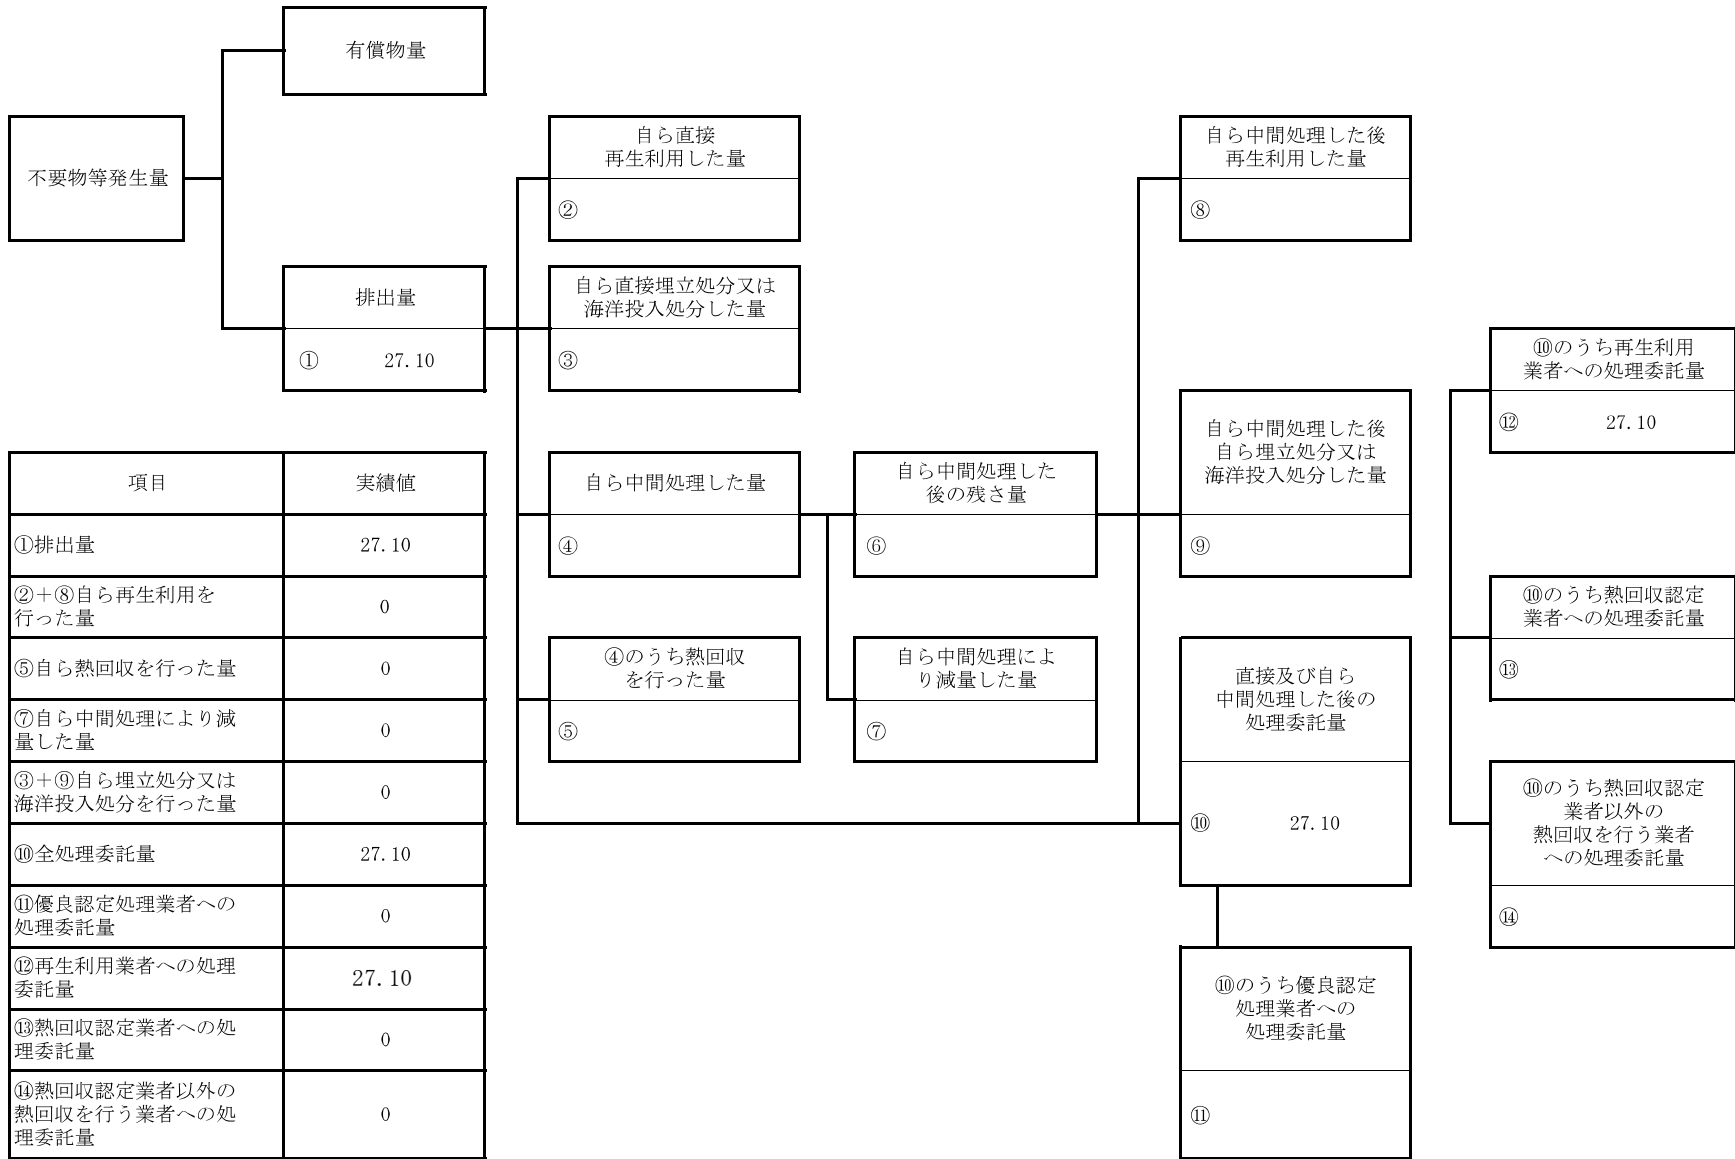 有償物量
不要物等発生量
排出量
① 27.10
自ら直接
再生利用した量
②
自ら直接埋立処分又は
海洋投入処分した量
③
自ら中間処理した量
④
④のうち熱回収
を行った量
⑤
自ら中間処理した
後の残さ量
⑥
自ら中間処理によ
り減量した量
⑦
自ら中間処理した後
再生利用した量
⑧
自ら中間処理した後
自ら埋立処分又は
海洋投入処分した量
⑨
直接及び自ら
中間処理した後の
処理委託量
⑩ 27.10
⑩のうち優良認定
処理業者への
処理委託量
⑪
⑩のうち再生利用
業者への処理委託量
⑫ 27.10
⑩のうち熱回収認定
業者への処理委託量
⑬
⑩のうち熱回収認定
業者以外の
熱回収を行う業者
への処理委託量
⑭
項目 実績値
①排出量 27.10
②+⑧自ら再生利用を
行った量 0
⑤自ら熱回収を行った量 0
⑦自ら中間処理により減
量した量 0
③+⑨自ら埋立処分又は
海洋投入処分を行った量 0
⑩全処理委託量 27.10
⑪優良認定処理業者への
処理委託量 0
⑫再生利用業者への処理
委託量 27.10
⑬熱回収認定業者への処
理委託量 0
⑭熱回収認定業者以外の
熱回収を行う業者への処 0
理委託量